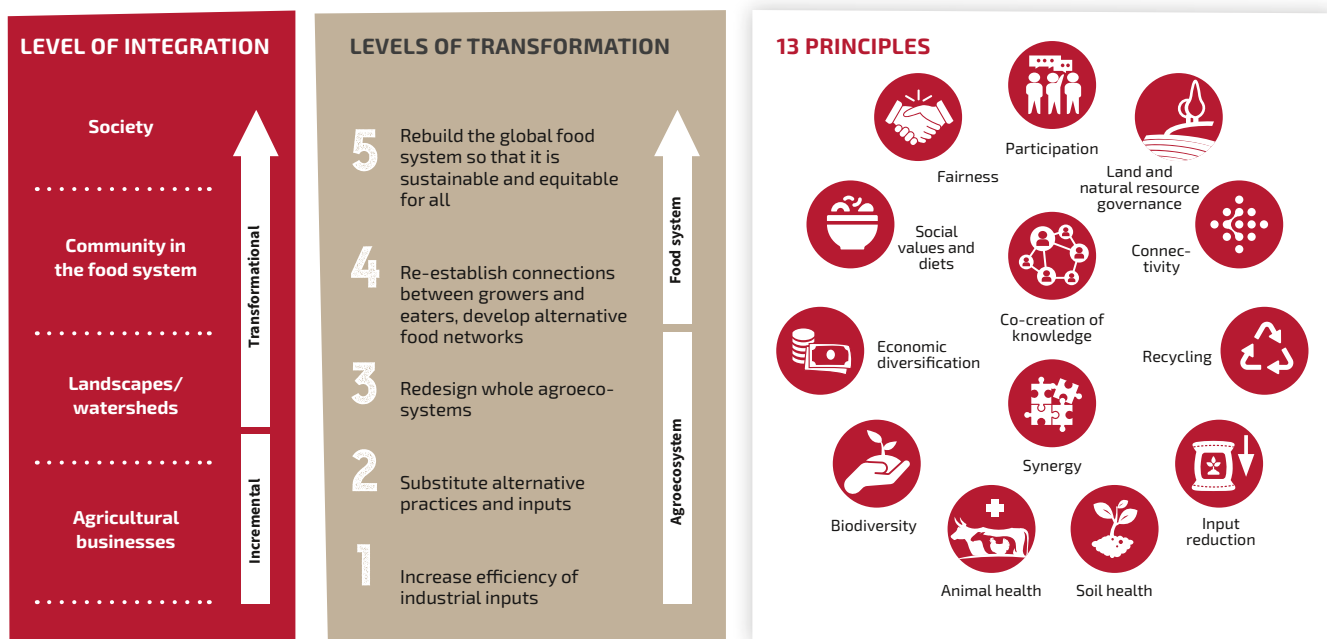 LEVEL OF INTEGRATION
Society
Community in
the food system
Landscapes/
watersheds
Agricultural
businesses
Transformational
Incremental
LEVELS OF TRANSFORMATION
5
Rebuild the global food
system so that it is
sustainable and equitable
for all
4
Re-establish connections
between growers and
eaters, develop alternative
food networks
3
Redesign whole agroeco-
systems
2
Substitute alternative
practices and inputs
1
Increase efficiency of
industrial inputs
Food system
Agroecosystem
13 PRINCIPLES
Participation
Fairness
Land and
natural resource
governance
Social
values and
diets
Connec-
tivity
Co-creation of
knowledge
Economic
diversification
Recycling
Synergy
Biodiversity
Input
reduction
Animal health
Soil health